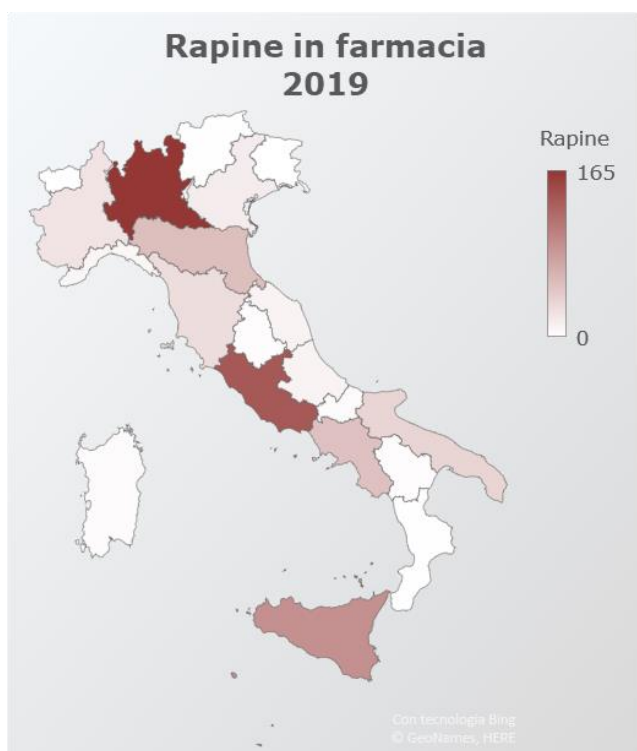 Rapine in farmacia
2019
Rapine
165
0
Con tecnologia Bing
© GeoNames, HERE